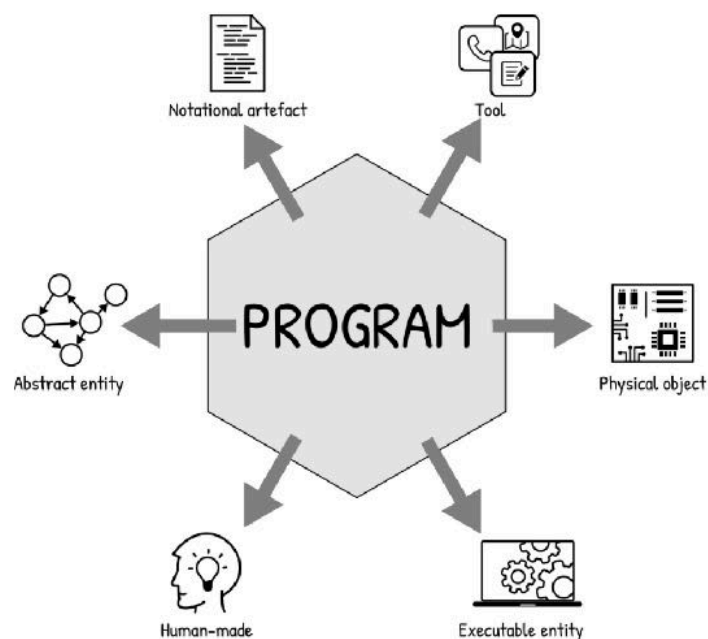 Notational artefact
Tool
PROGRAM
Abstract entity
Physical object
Human-made
Executable entity